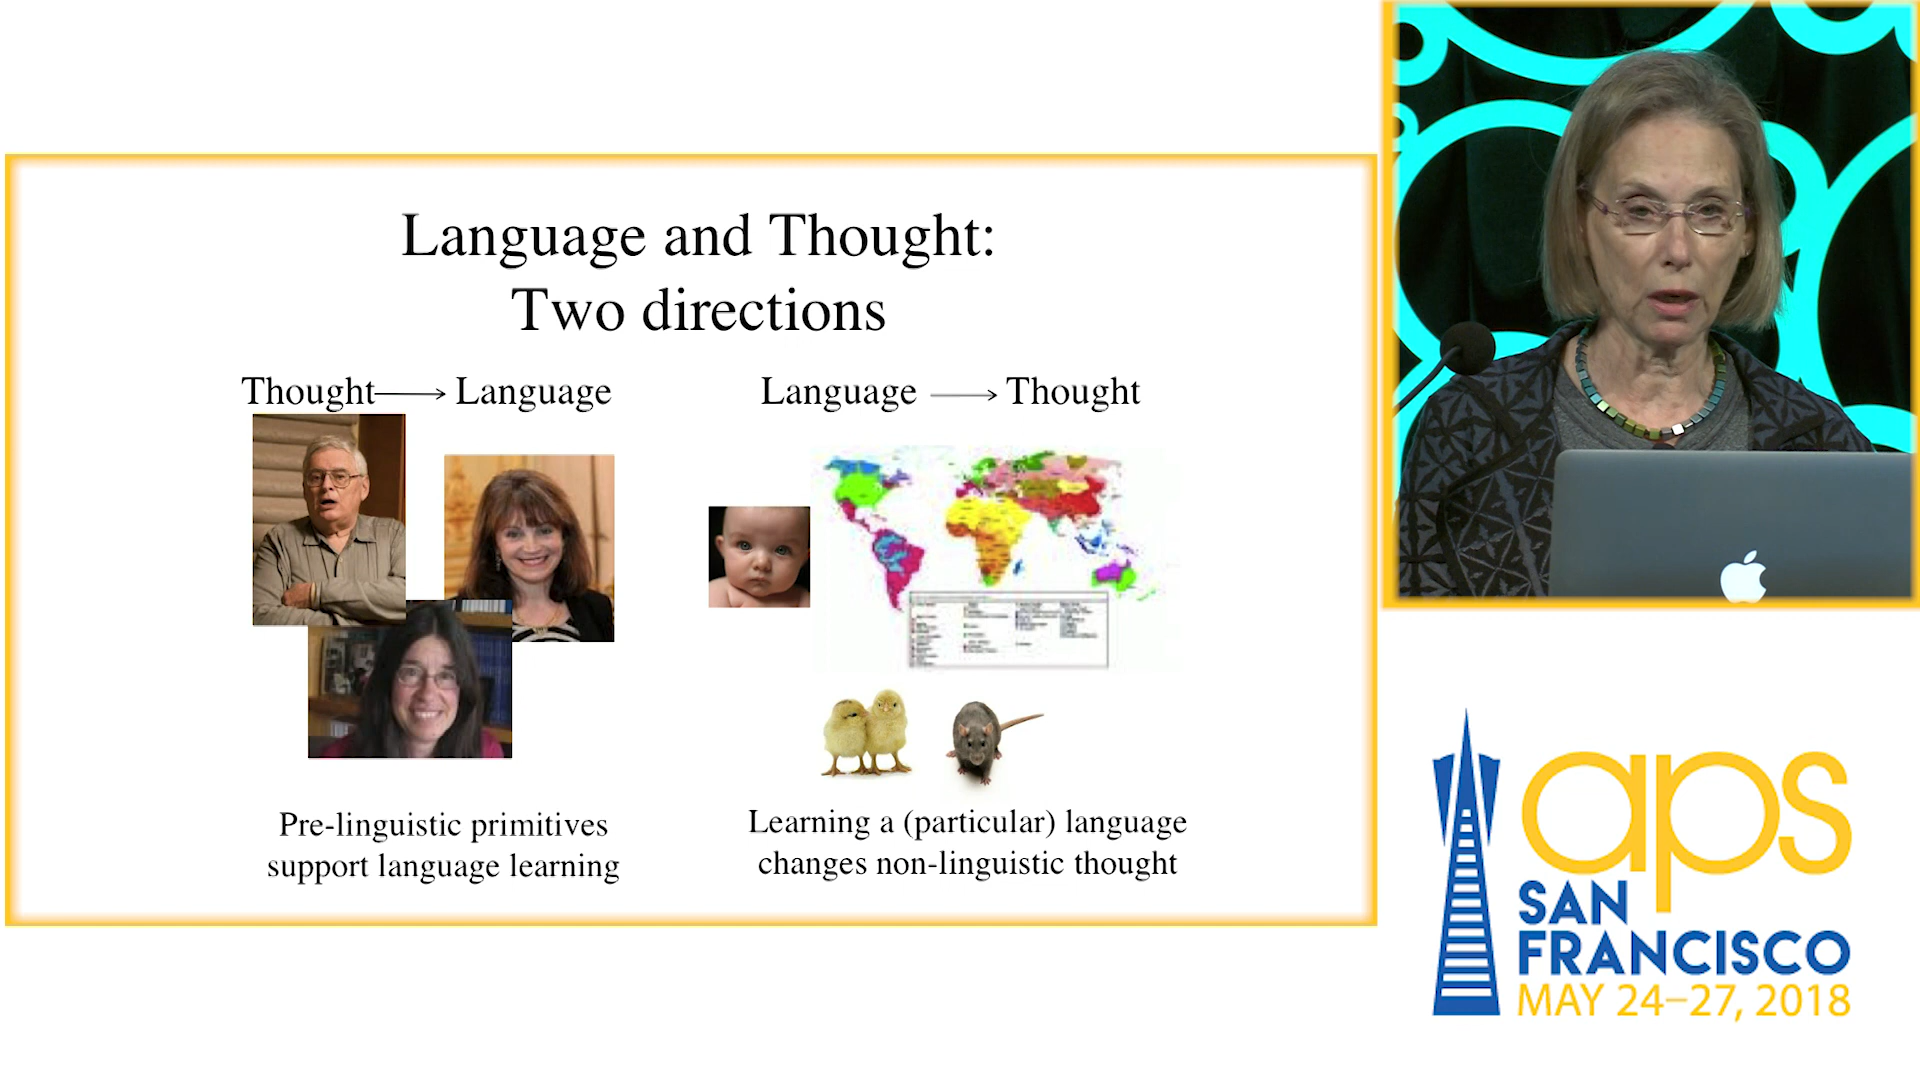 Language and Thought:
Two directions
Thought → Language
Language → Thought
Pre-linguistic primitives
support language learning
Learning a (particular) language
changes non-linguistic thought
aps
SAN
FRANCISCO
MAY 24–27, 2018